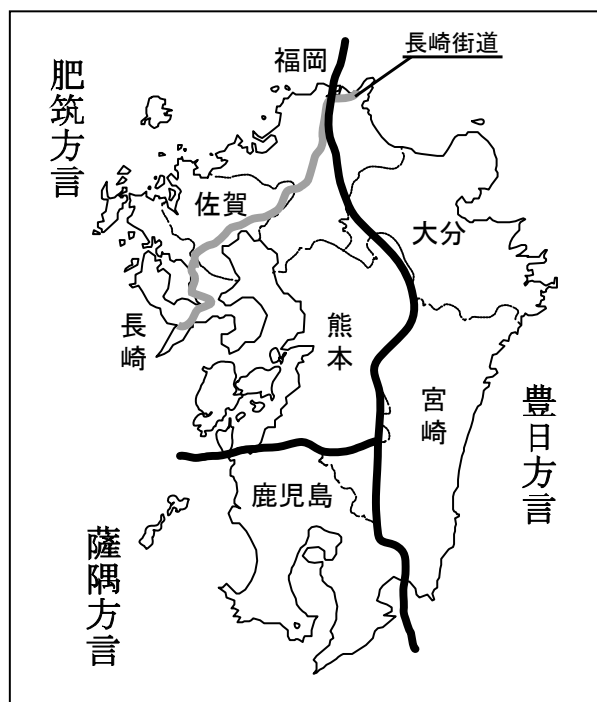 長崎街道
福岡
肥筑方言
佐賀
大分
長崎
熊本
宮崎
豊日方言
鹿児島
薩隅方言